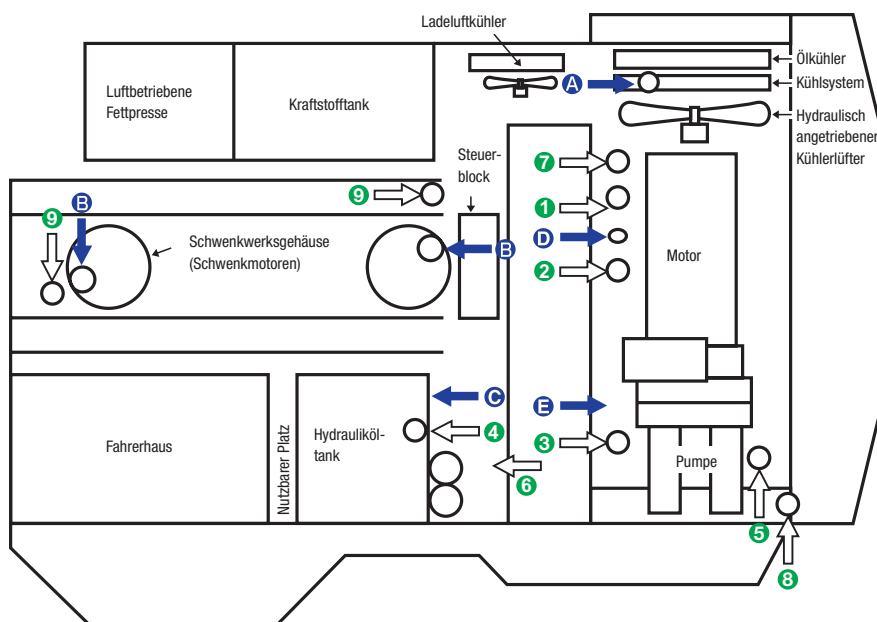 Ladeluftkühler
Ölkühler
Kühlsystem
Hydraulisch
angetriebener
Kühlerlüfter
A
Luftbetriebene
Fettpresse
Kraftstofftank
Steuer-
block
7
9
B
9
1
Schwenkwerksgehäuse
(Schwenkmotoren)
B
D
2
Motor
C
E
4
3
Fahrerhaus
Nutzbarer Platz
Hydrauliköl-
tank
6
Pumpe
5
8